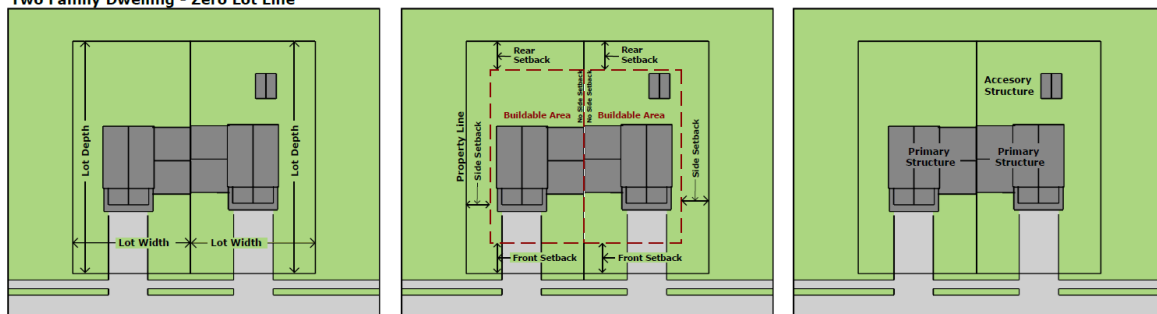 Two Family Dwelling - Zero Lot Line
Lot Depth
Lot Depth
Lot Width
Lot Width
Rear
Setback
Rear
Setback
No Side Setback
No Side Setback
Buildable Area
Buildable Area
Property Line
Side Setback
Side Setback
Front Setback
Front Setback
Accesory
Structure
Primary
Structure
Primary
Structure